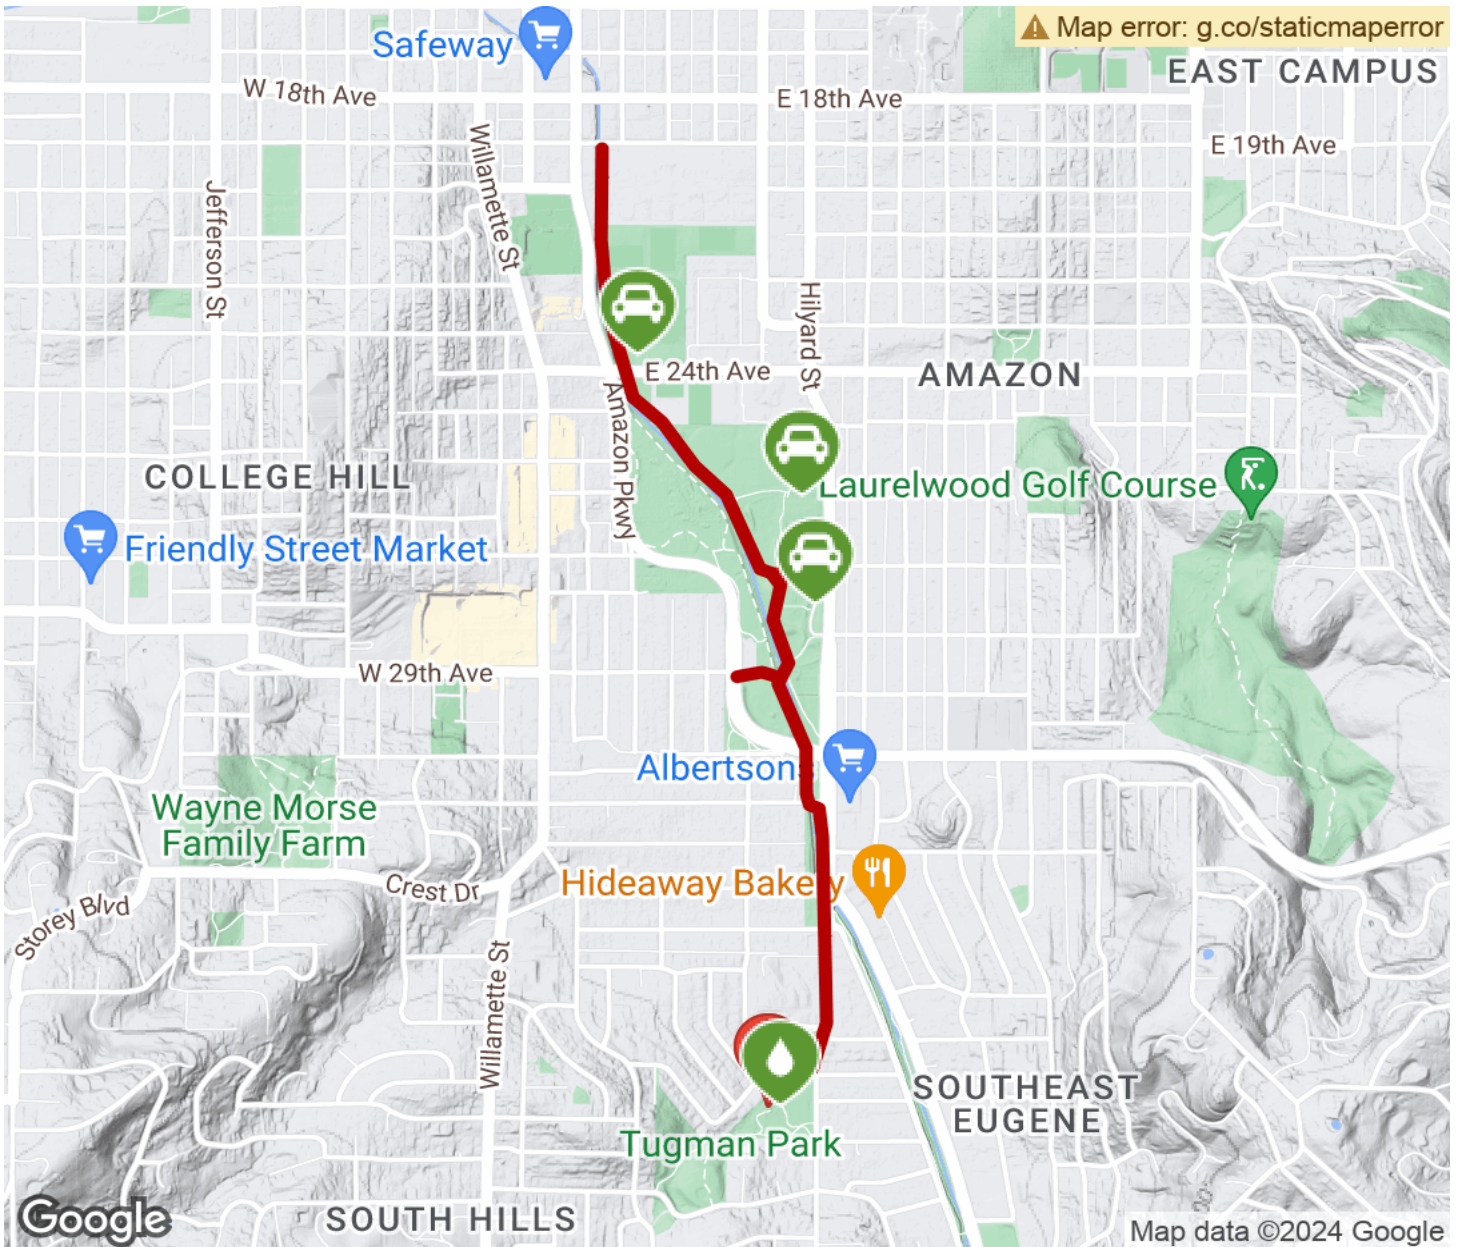 Map error: g.co/staticmaperror
Safeway
EAST CAMPUS
W 18th Ave
E 18th Ave
E 19th Ave
Willamette St
Jefferson St
Hilyard St
E 24th Ave
AMAZON
Amazon Pkwy
COLLEGE HILL
Laurelwood Golf Course
Friendly Street Market
W 29th Ave
Albertsons
Wayne Morse
Family Farm
Crest Dr
Hideaway Bakery
Storey Blvd
Willamette St
SOUTHEAST
EUGENE
Tugman Park
SOUTH HILLS
Google
Map data ©2024 Google